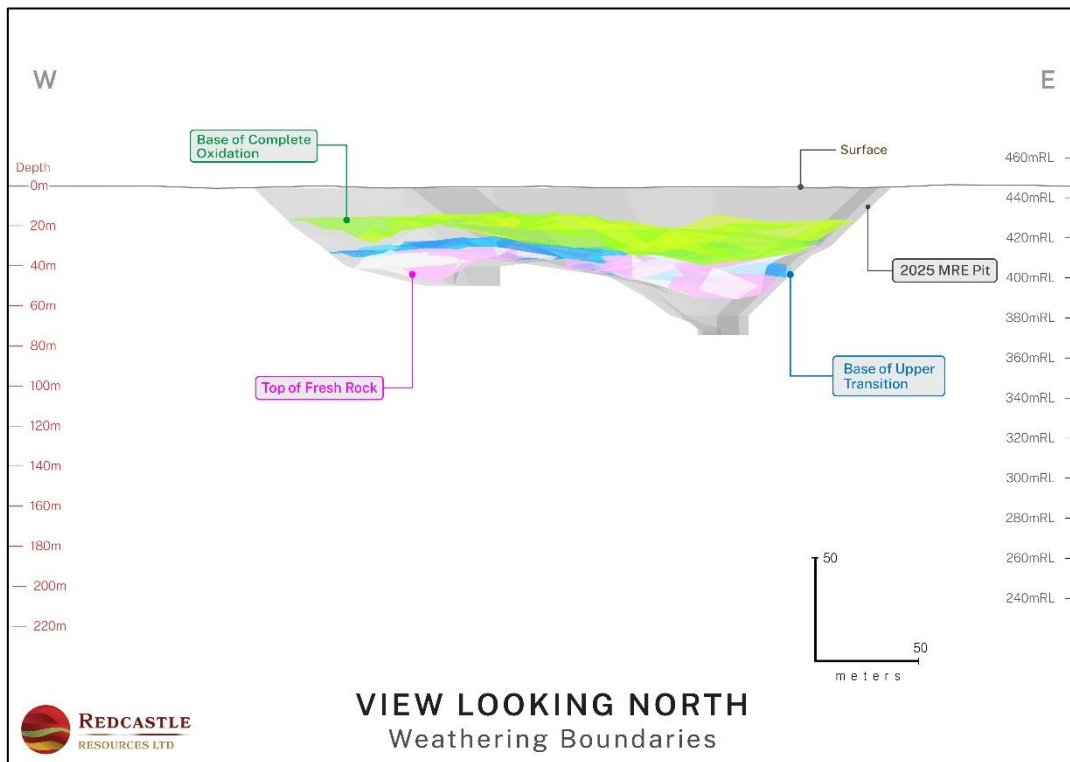 W
E
Base of Complete
Oxidation
Surface
Depth
0m
20m
40m
60m
80m
100m
120m
140m
160m
180m
200m
220m
460mRL
440mRL
420mRL
400mRL
380mRL
360mRL
340mRL
320mRL
300mRL
280mRL
260mRL
240mRL
2025 MRE Pit
Top of Fresh Rock
Base of Upper
Transition
50
50
meters
VIEW LOOKING NORTH
Weathering Boundaries
REDCASTLE
RESOURCES LTD